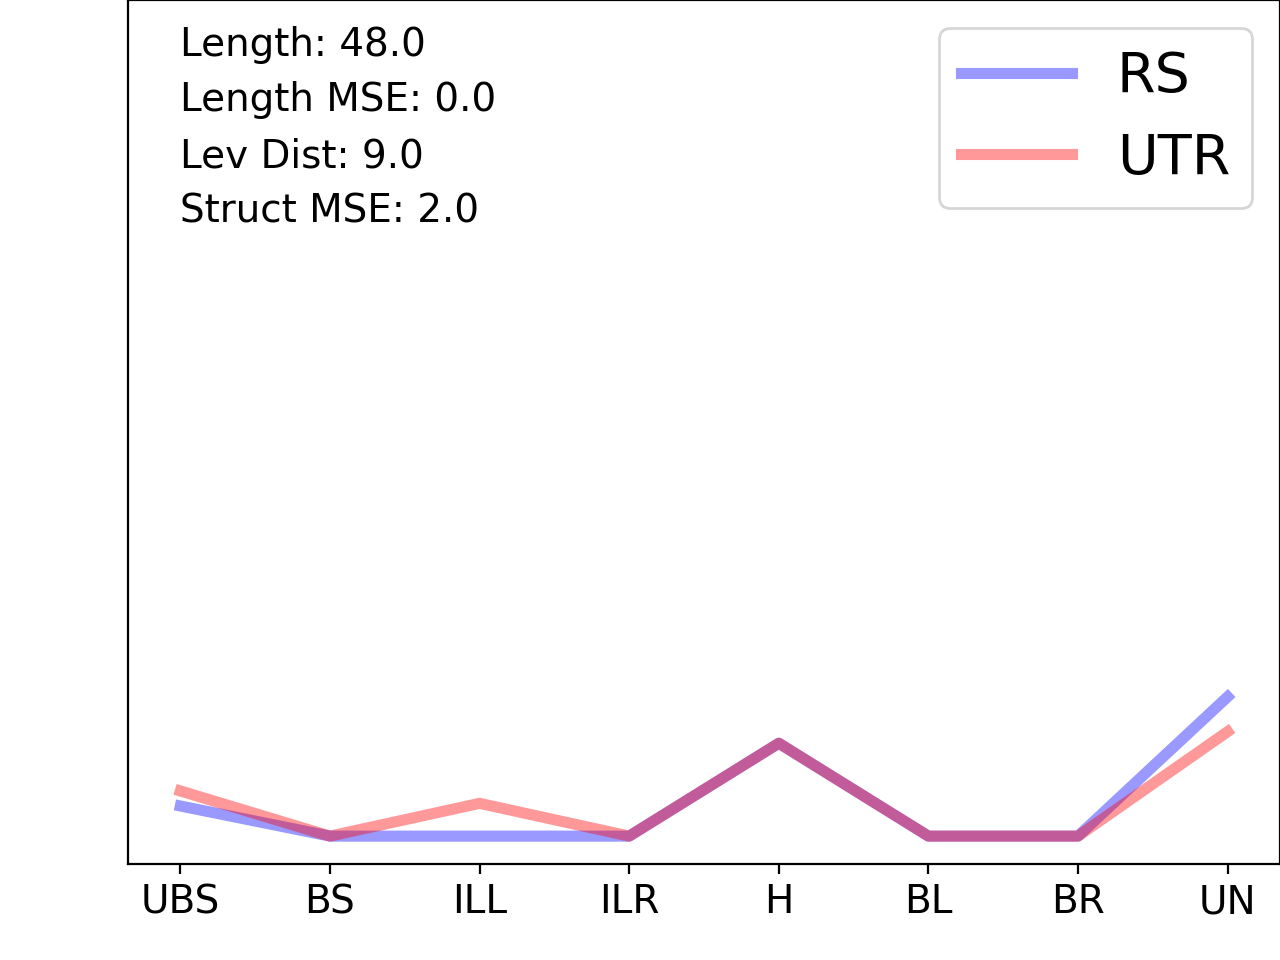 Length: 48.0
Length MSE: 0.0
Lev Dist: 9.0
Struct MSE: 2.0
RS
UTR
UBS BS ILL ILR H BL BR UN